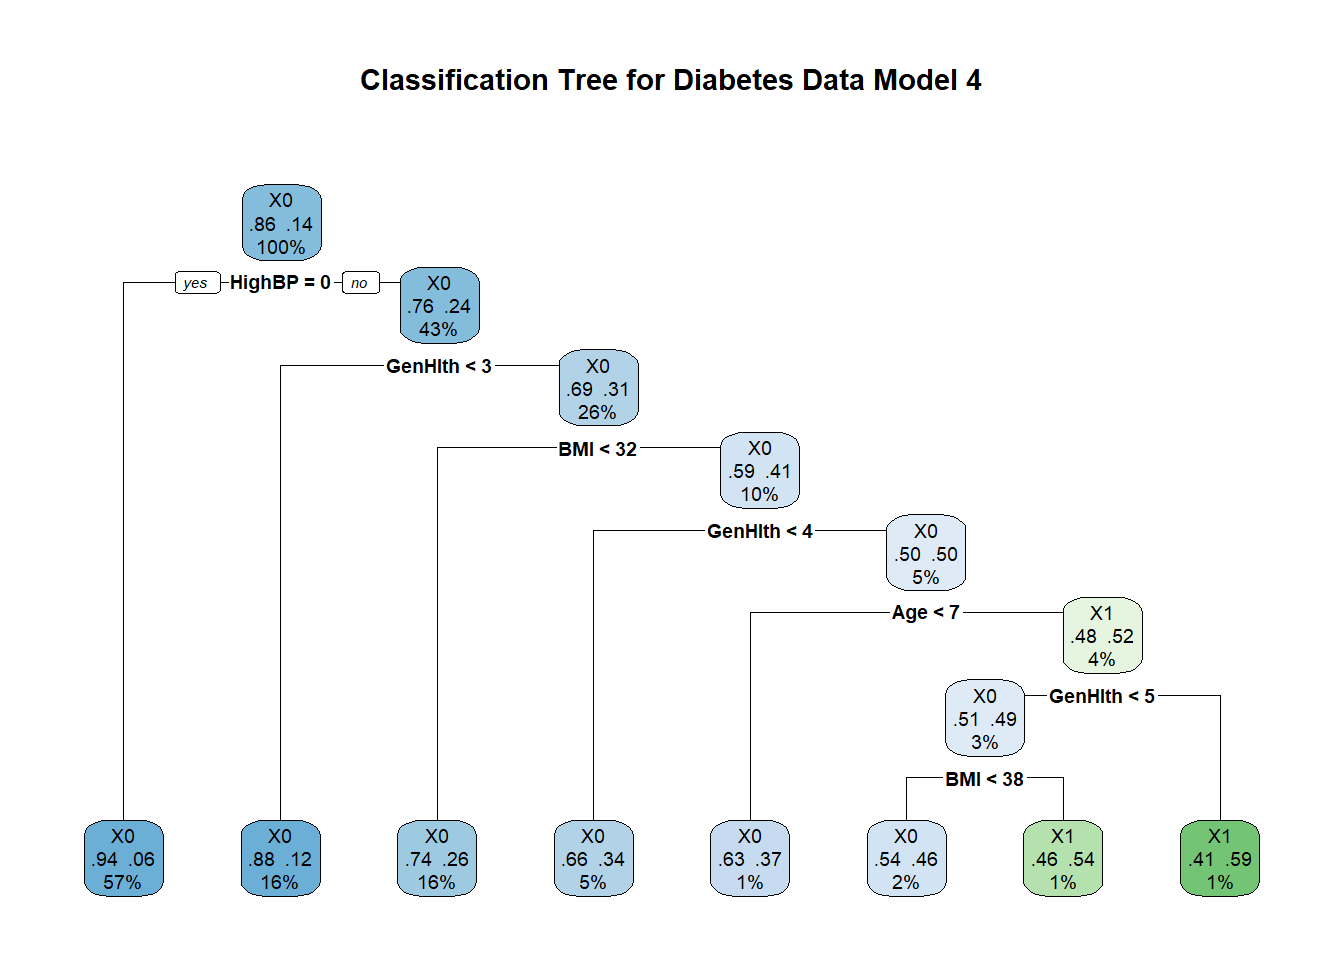 Classification Tree for Diabetes Data Model 4
X0
.86 .14
100%
yes
HighBP = 0
no
X0
.76 .24
43%
GenHlth < 3
X0
.69 .31
26%
BMI < 32
X0
.59 .41
10%
GenHlth < 4
X0
.50 .50
5%
Age < 7
X1
.48 .52
4%
GenHlth < 5
X0
.51 .49
3%
BMI < 38
X0
.94 .06
57%
X0
.88 .12
16%
X0
.74 .26
16%
X0
.66 .34
5%
X0
.63 .37
1%
X0
.54 .46
2%
X1
.46 .54
1%
X1
.41 .59
1%